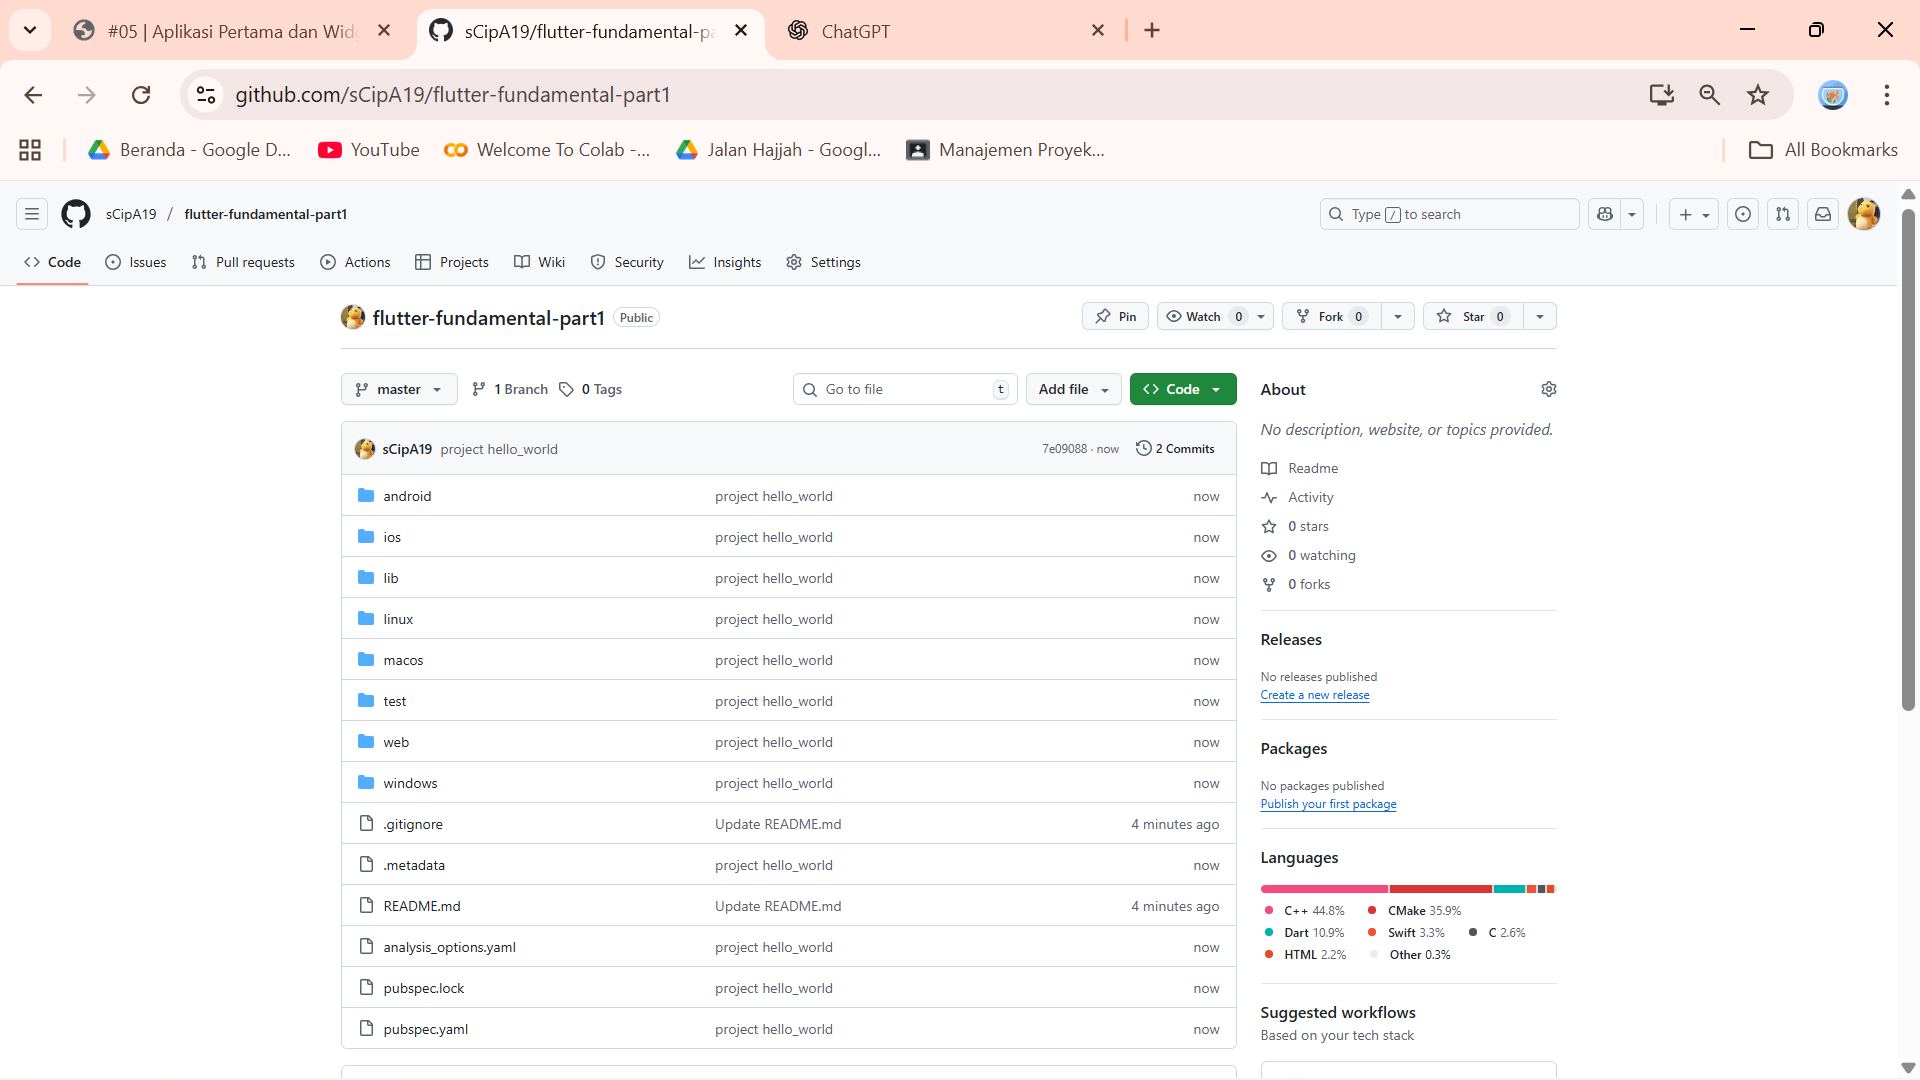 #05 | Aplikasi Pertama dan Widg
sCipA19/flutter-fundamental-pa
ChatGPT
github.com/sCipA19/flutter-fundamental-part1
Beranda - Google D...
YouTube
Welcome To Colab -...
Jalan Hajjah - Googl...
Manajemen Proyek...
All Bookmarks
sCipA19 / flutter-fundamental-part1
Type / to search
Code
Issues
Pull requests
Actions
Projects
Wiki
Security
Insights
Settings
flutter-fundamental-part1 Public
Pin
Watch 0
Fork 0
Star 0
master
1 Branch
0 Tags
Go to file t
Add file
Code
sCipA19 project hello_world 7e09088 · now 2 Commits
android project hello_world now
ios project hello_world now
lib project hello_world now
linux project hello_world now
macos project hello_world now
test project hello_world now
web project hello_world now
windows project hello_world now
.gitignore Update README.md 4 minutes ago
.metadata project hello_world now
README.md Update README.md 4 minutes ago
analysis_options.yaml project hello_world now
pubspec.lock project hello_world now
pubspec.yaml project hello_world now
About
No description, website, or topics provided.
Readme
Activity
0 stars
0 watching
0 forks
Releases
No releases published
Create a new release
Packages
No packages published
Publish your first package
Languages
C++ 44.8% CMake 35.9%
Dart 10.9% Swift 3.3% C 2.6%
HTML 2.2% Other 0.3%
Suggested workflows
Based on your tech stack